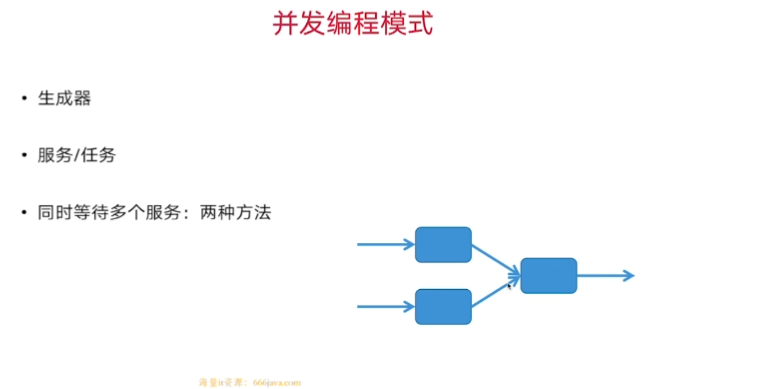 并发编程模式
• 生成器
• 服务/任务
• 同时等待多个服务：两种方法
海量it资源：666java.com